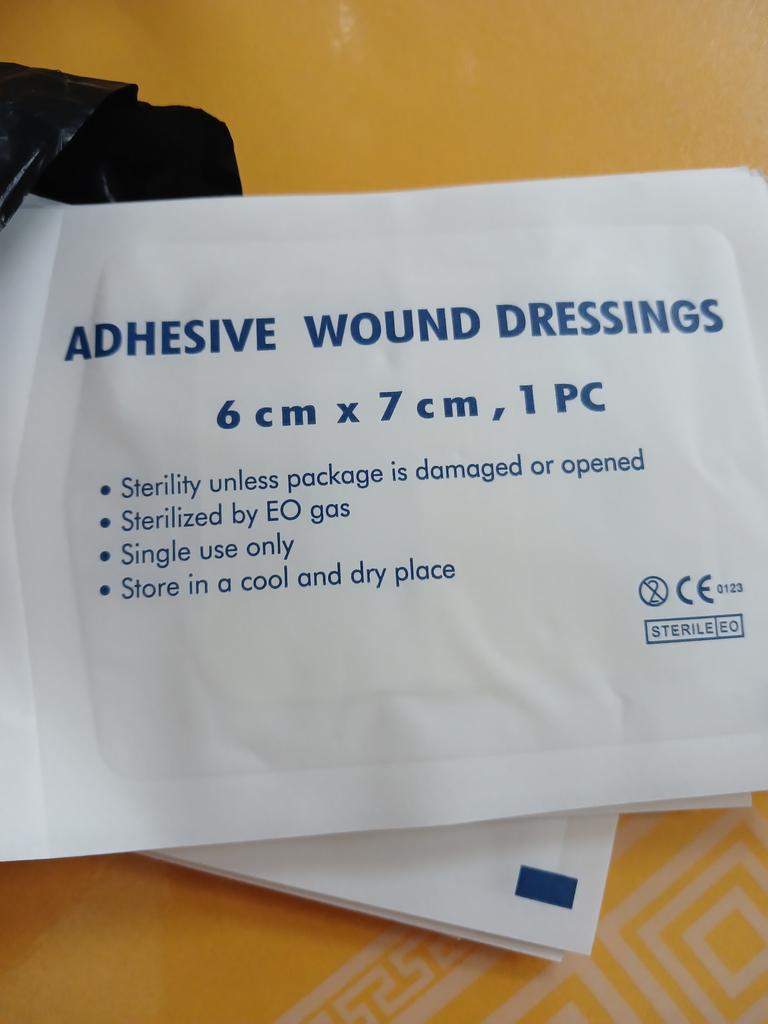 ADHESIVE WOUND DRESSINGS
6 cm x 7 cm , 1 PC
• Sterility unless package is damaged or opened
• Sterilized by EO gas
• Single use only
• Store in a cool and dry place
2 CE 0123
STERILE EO